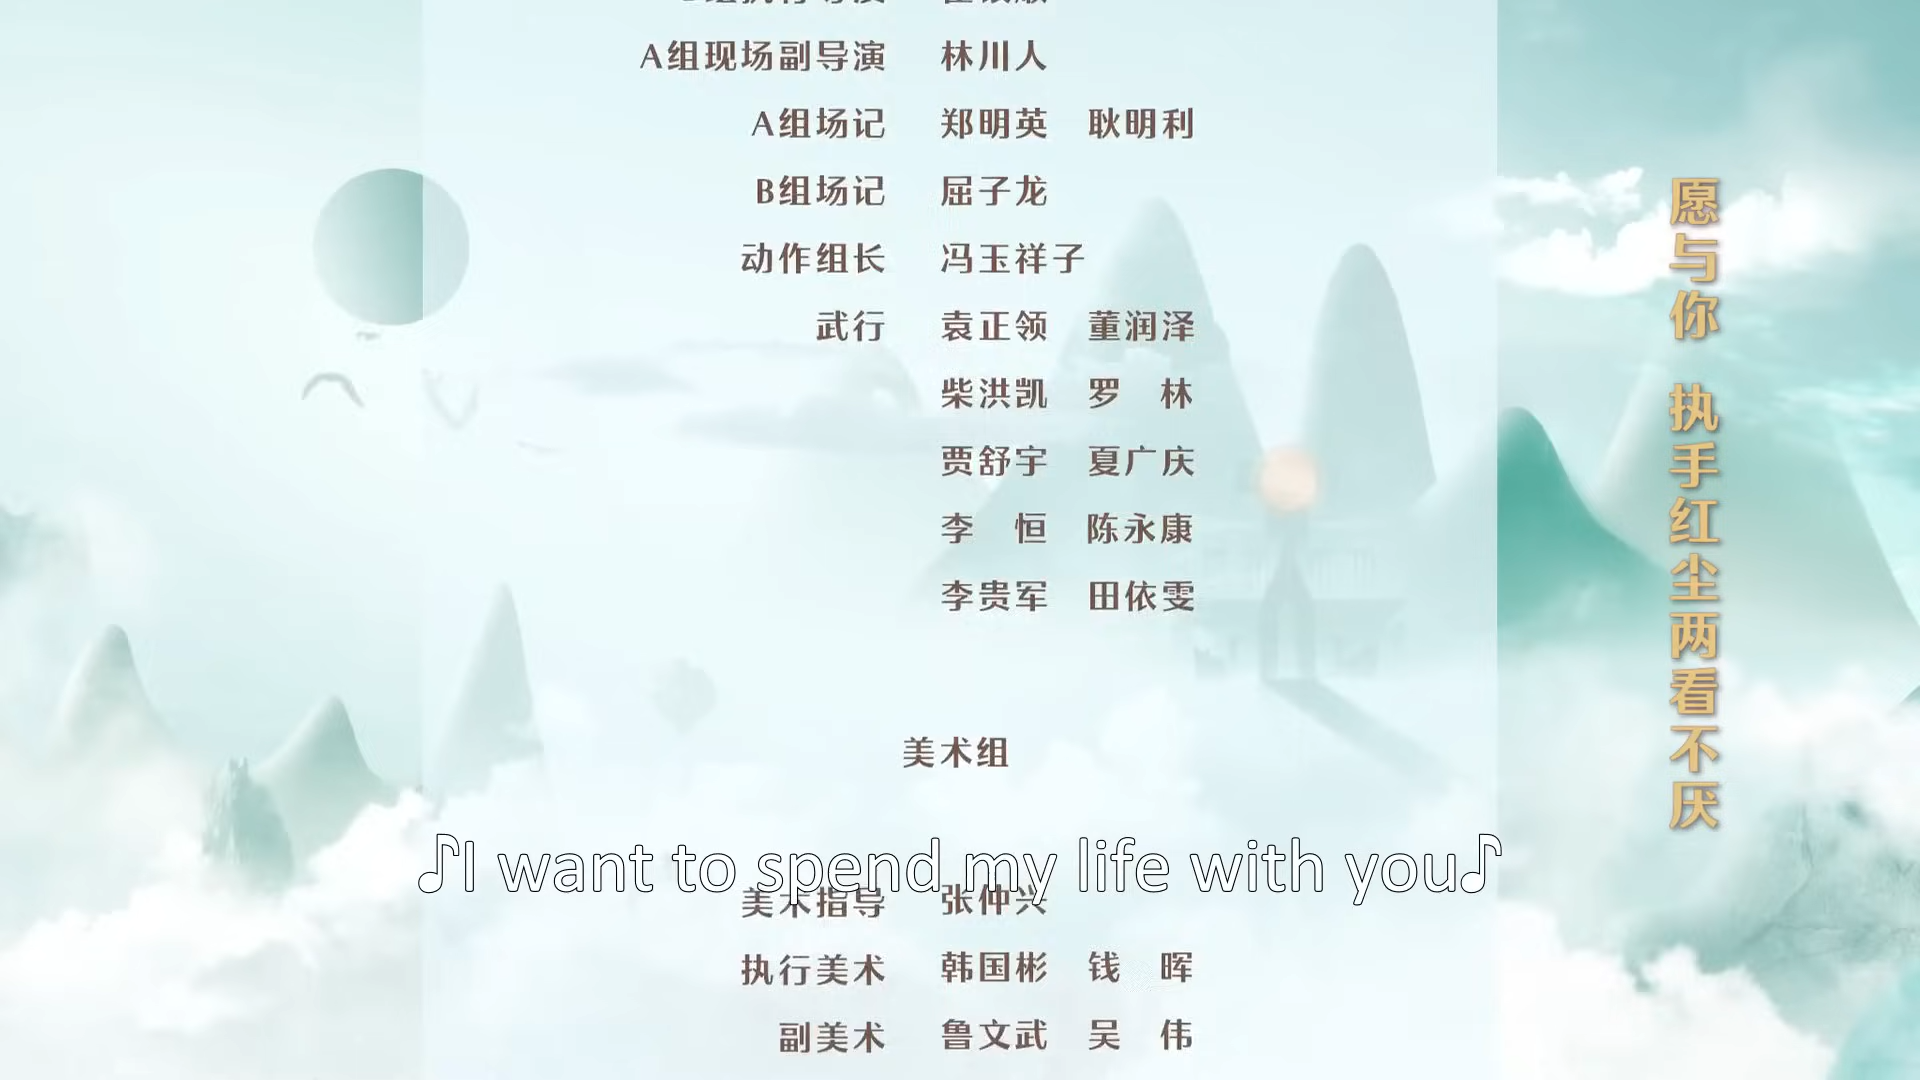 A组现场副导演 林川人
A组场记 郑明英 耿明利
B组场记 屈子龙
动作组长 冯玉祥子
武行 袁正领 董润泽
柴洪凯 罗 林
贾舒宇 夏广庆
李 恒 陈永康
李贵军 田依雯
美术组
♪I want to spend my life with you♪
美术指导 张仲兴
执行美术 韩国彬 钱 晖
副美术 鲁文武 吴 伟
愿与你 执手红尘两看不厌